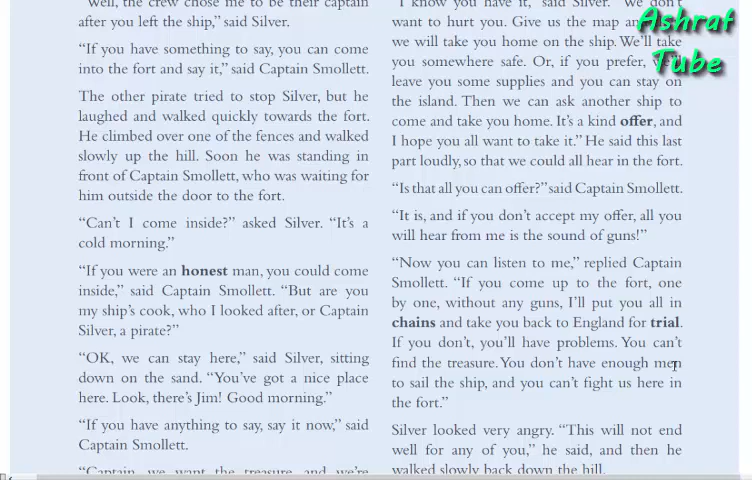 "Well, the crew chose me to be their captain
after you left the ship," said Silver.
"If you have something to say, you can come
into the fort and say it," said Captain Smollett.
The other pirate tried to stop Silver, but he
laughed and walked quickly towards the fort.
He climbed over one of the fences and walked
slowly up the hill. Soon he was standing in
front of Captain Smollett, who was waiting for
him outside the door to the fort.
"Can't I come inside?" asked Silver. "It's a
cold morning."
"If you were an honest man, you could come
inside," said Captain Smollett. "But are you
my ship's cook, who I looked after, or Captain
Silver, a pirate?"
"OK, we can stay here," said Silver, sitting
down on the sand. "You've got a nice place
here. Look, there's Jim! Good morning."
"If you have anything to say, say it now," said
Captain Smollett.
"Captain, we want the treasure, and we're
"I know you have it," said Silver. "We don't
want to hurt you. Give us the map and
we will take you home on the ship. We'll take
you somewhere safe. Or, if you prefer, we'll
leave you some supplies and you can stay on
the island. Then we can ask another ship to
come and take you home. It's a kind offer, and
I hope you all want to take it." He said this last
part loudly, so that we could all hear in the fort.
"Is that all you can offer?" said Captain Smollett.
"It is, and if you don't accept my offer, all you
will hear from me is the sound of guns!"
"Now you can listen to me," replied Captain
Smollett. "If you come up to the fort, one
by one, without any guns, I'll put you all in
chains and take you back to England for trial.
If you don't, you'll have problems. You can't
find the treasure. You don't have enough men
to sail the ship, and you can't fight us here in
the fort."
Silver looked very angry. "This will not end
well for any of you," he said, and then he
walked slowly back down the hill.
Ashraf
Tube